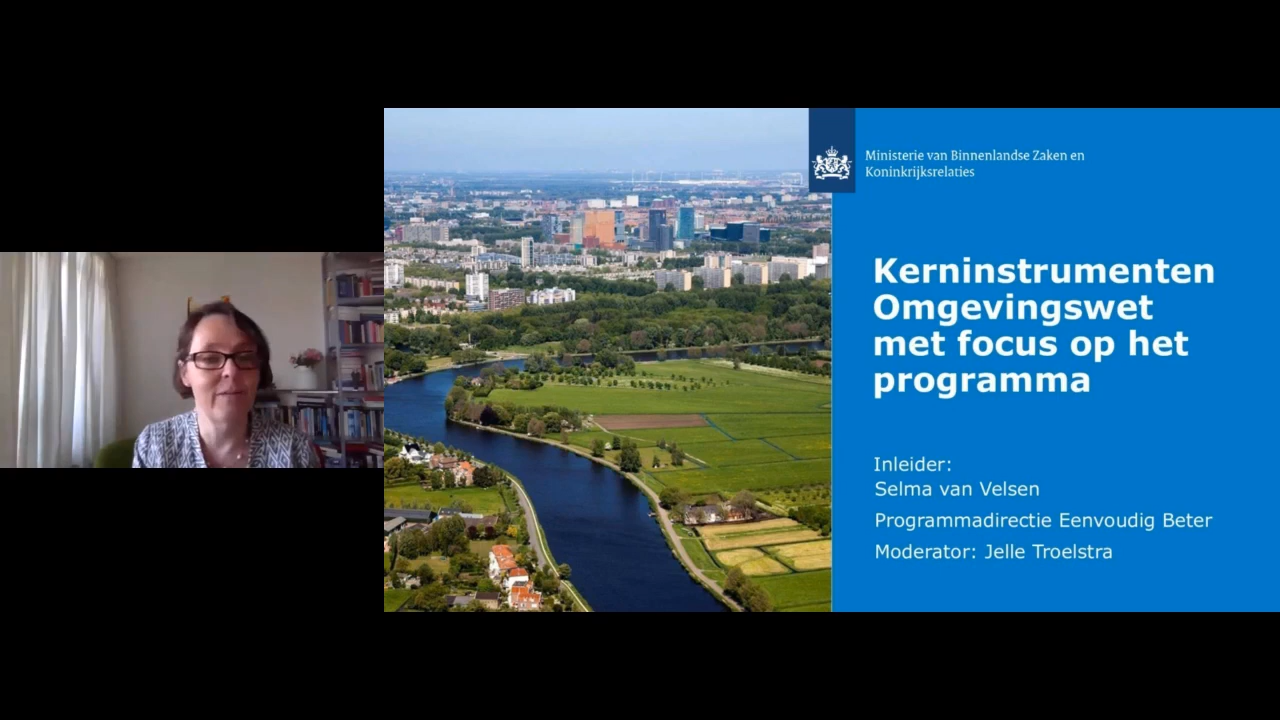 Ministerie van Binnenlandse Zaken en
Koninkrijksrelaties
Kerninstrumenten
Omgevingswet
met focus op het
programma
Inleider:
Selma van Velsen
Programmadirectie Eenvoudig Beter
Moderator: Jelle Troelstra